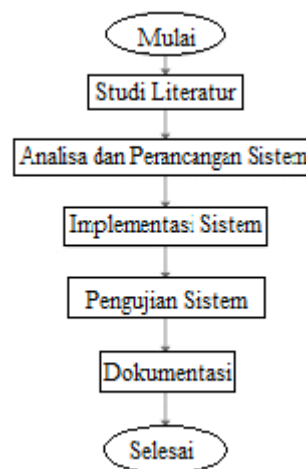 Mulai
Studi Literatur
Analisa dan Perancangan Sistem
Implementasi Sistem
Pengujian Sistem
Dokumentasi
Selesai